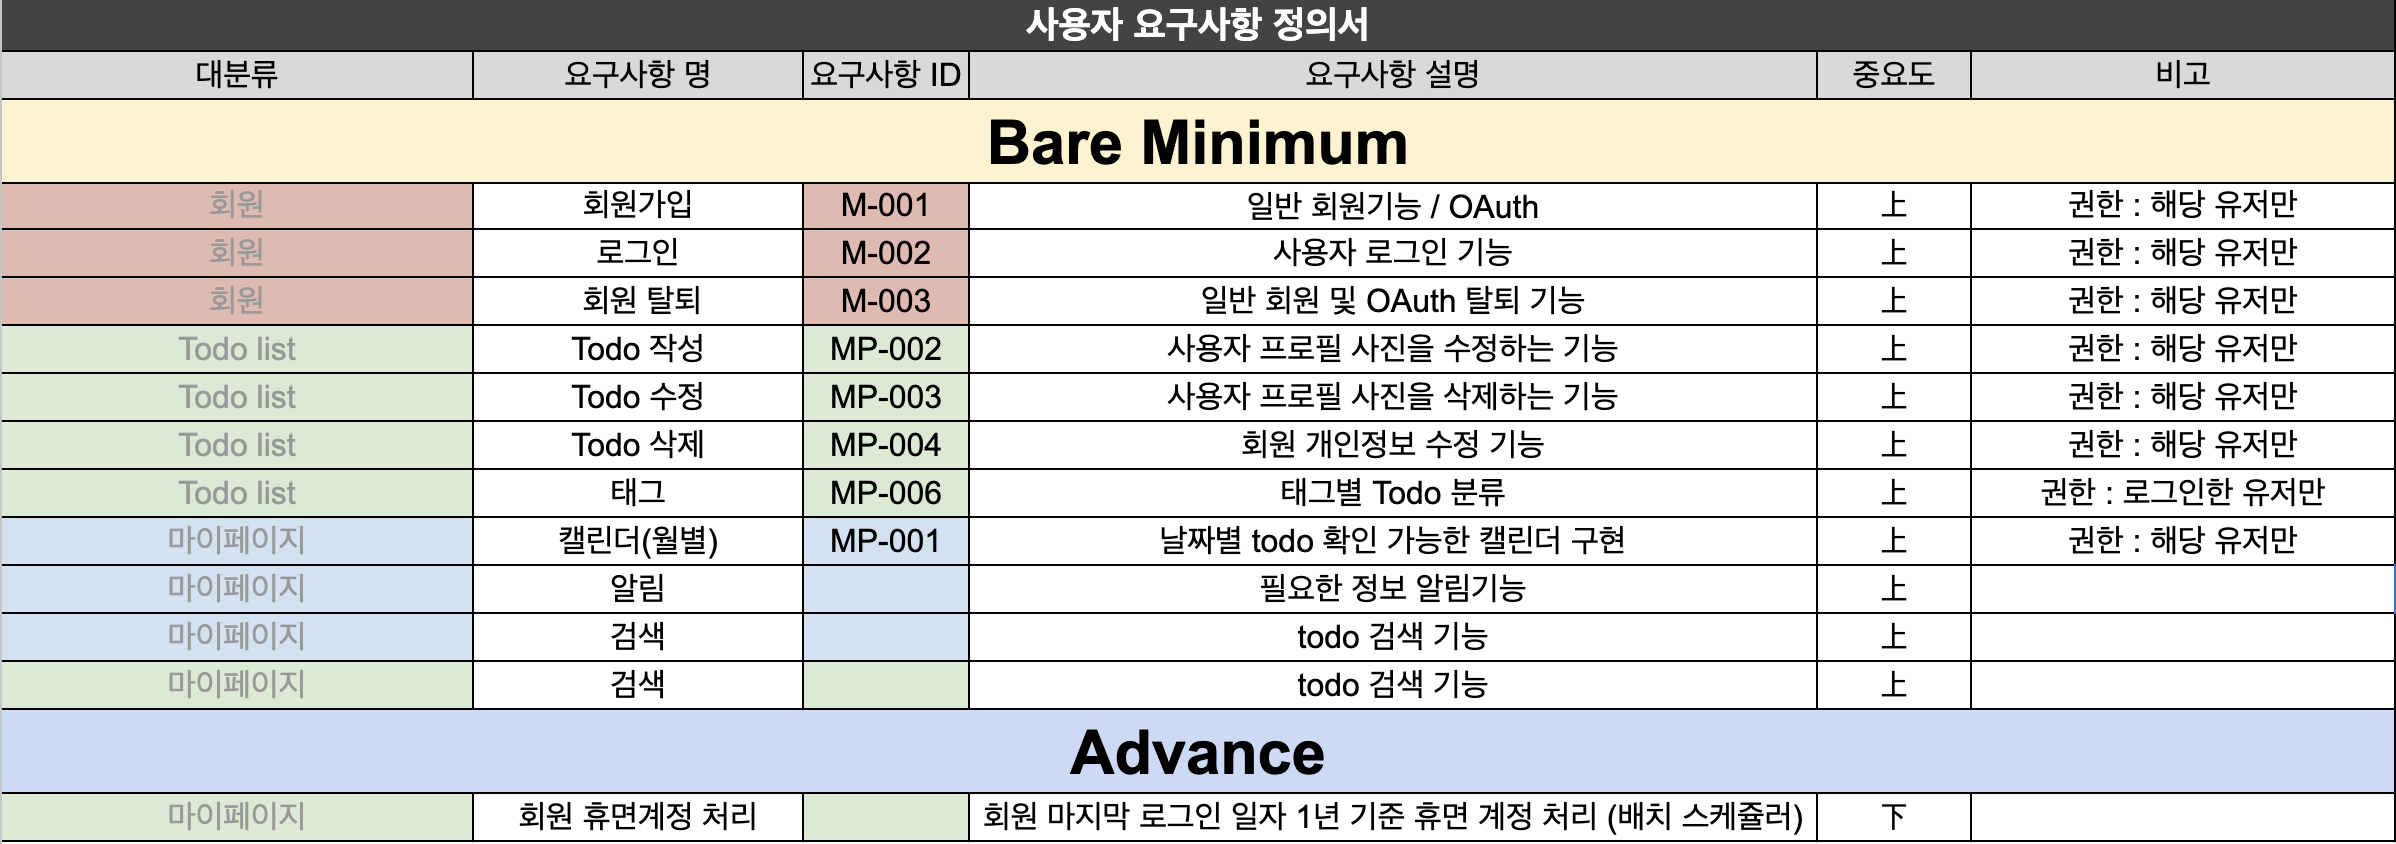 사용자 요구사항 정의서
대분류 요구사항 명 요구사항 ID 요구사항 설명 중요도 비고
Bare Minimum
회원 회원가입 M-001 일반 회원기능 / OAuth 上 권한 : 해당 유저만
회원 로그인 M-002 사용자 로그인 기능 上 권한 : 해당 유저만
회원 회원 탈퇴 M-003 일반 회원 및 OAuth 탈퇴 기능 上 권한 : 해당 유저만
Todo list Todo 작성 MP-002 사용자 프로필 사진을 수정하는 기능 上 권한 : 해당 유저만
Todo list Todo 수정 MP-003 사용자 프로필 사진을 삭제하는 기능 上 권한 : 해당 유저만
Todo list Todo 삭제 MP-004 회원 개인정보 수정 기능 上 권한 : 해당 유저만
Todo list 태그 MP-006 태그별 Todo 분류 上 권한 : 로그인한 유저만
마이페이지 캘린더(월별) MP-001 날짜별 todo 확인 가능한 캘린더 구현 上 권한 : 해당 유저만
마이페이지 알림 필요한 정보 알림기능 上
마이페이지 검색 todo 검색 기능 上
마이페이지 검색 todo 검색 기능 上
Advance
마이페이지 회원 휴면계정 처리 회원 마지막 로그인 일자 1년 기준 휴면 계정 처리 (배치 스케쥴러) 下